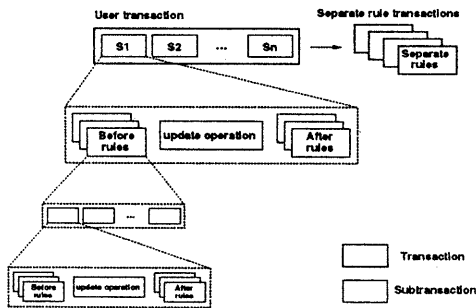 User transaction
Separate rule transactions
S1 S2 ... Sn
Separate
rules
Before
rules
update operation
After
rules
...
Before
rules
update operation
After
rules
Transaction
Subtransaction